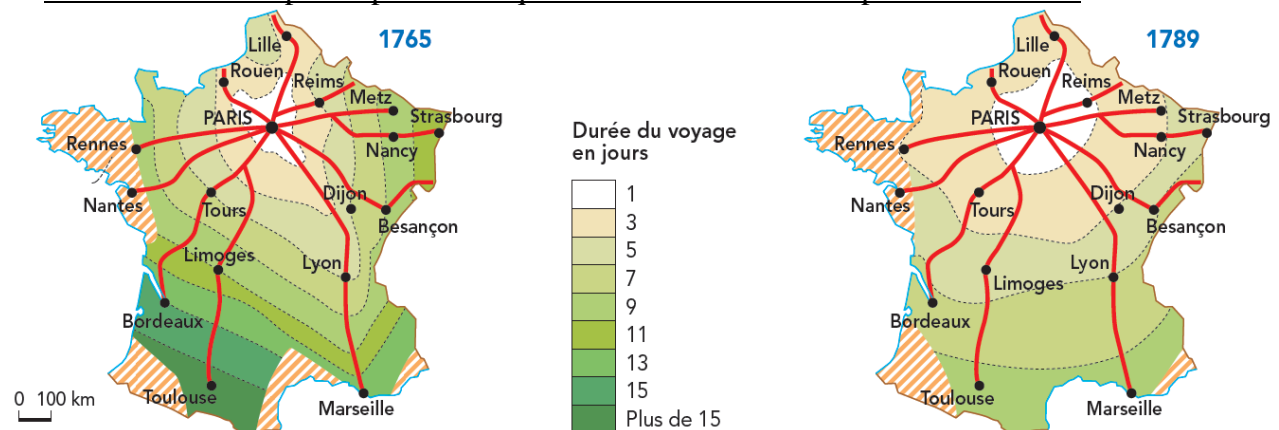 1765
Lille
Rouen
Reims
Metz
PARIS
Strasbourg
Rennes
Nancy
Nantes
Tours
Dijon
Besançon
Limoges
Lyon
Bordeaux
Toulouse
Marseille
0 100 km
Durée du voyage
en jours
1
3
5
7
9
11
13
15
Plus de 15
1789
Lille
Rouen
Reims
Metz
PARIS
Strasbourg
Rennes
Nancy
Nantes
Tours
Dijon
Besançon
Lyon
Limoges
Bordeaux
Toulouse
Marseille